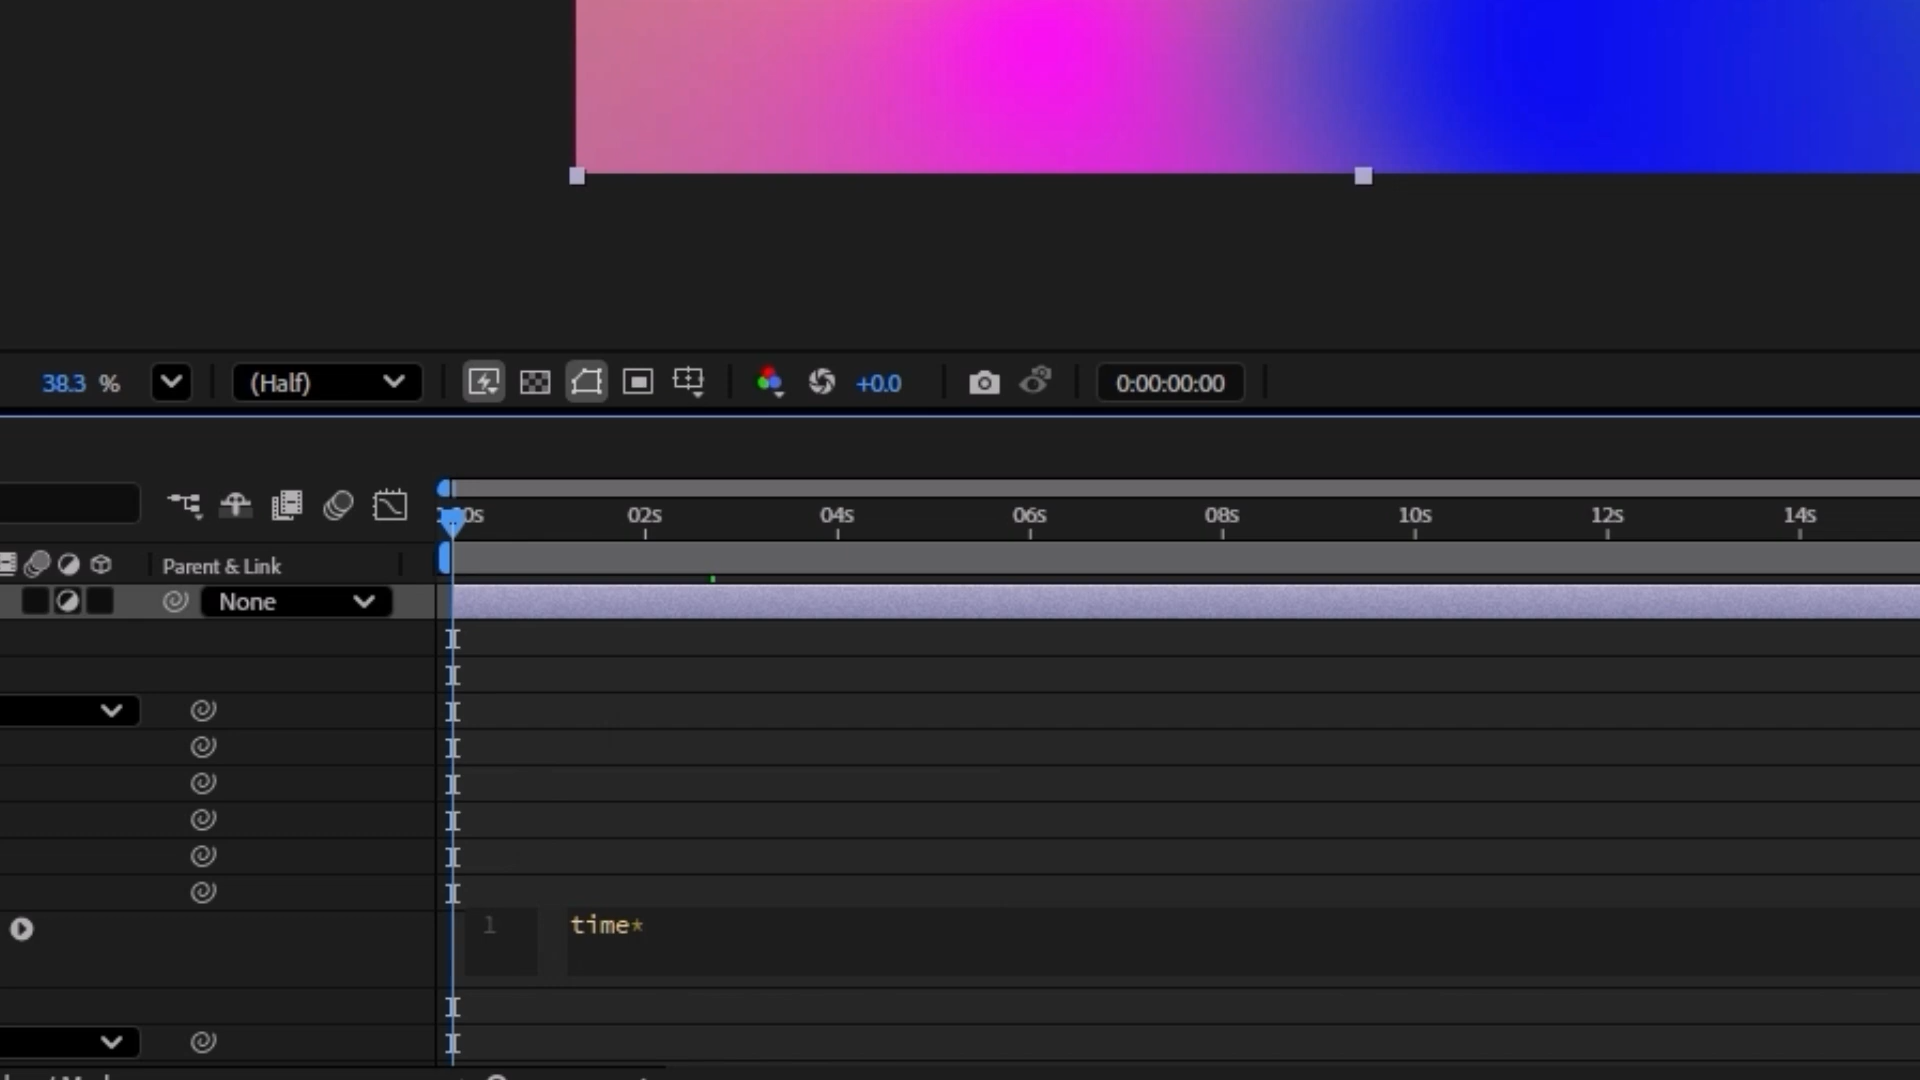 38.3 % (Half) +0.0 0:00:00:00
02s 04s 06s 08s 10s 12s 14s
Parent & Link
None
1 time*